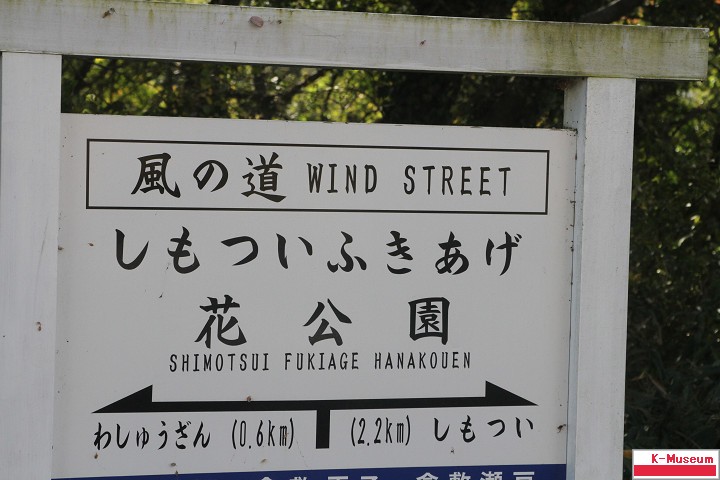 風の道 WIND STREET
しもついふきあげ
花公園
SHIMOTSUI FUKIAGE HANAKOUEN
わしゅうざん (0.6km) (2.2km) しもつい
K-Museum